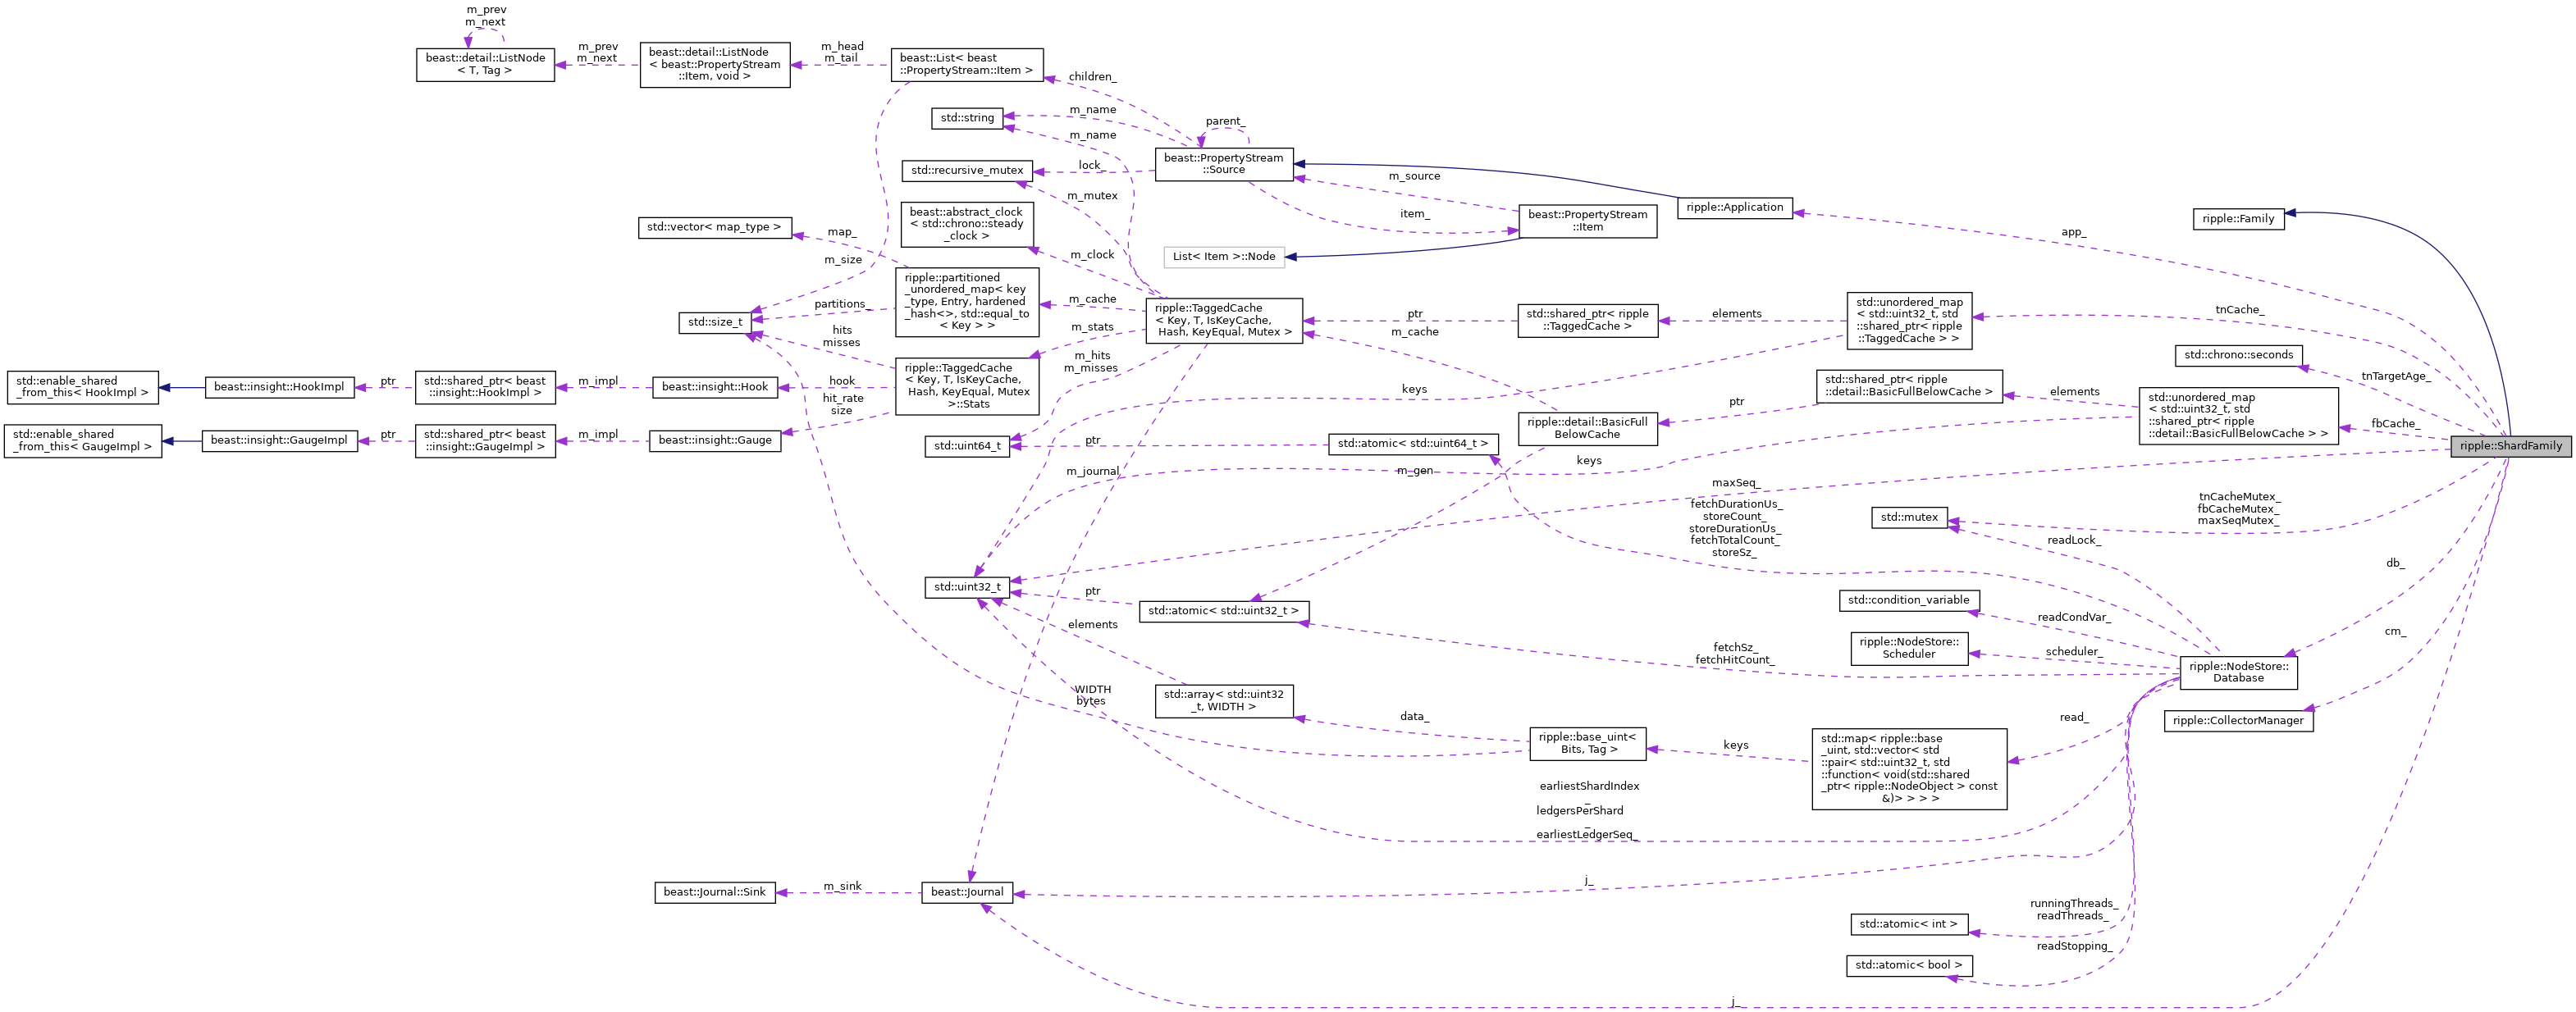 m_prev
m_next
beast::detail::ListNode
< T, Tag >
m_prev
m_next
beast::detail::ListNode
< beast::PropertyStream
::Item, void >
m_head
m_tail
beast::List< beast
::PropertyStream::Item >
children_
std::string
m_name
m_name
parent_
beast::PropertyStream
::Source
std::recursive_mutex
lock_
m_mutex
m_source
item_
beast::PropertyStream
::Item
List< Item >::Node
ripple::Application
app_
ripple::Family
beast::abstract_clock
< std::chrono::steady
_clock >
m_clock
std::vector< map_type >
map_
m_size
ripple::partitioned
_unordered_map< key
_type, Entry, hardened
_hash<>, std::equal_to
< Key > >
partitions_
m_cache
std::size_t
hits
misses
m_stats
ripple::TaggedCache
< Key, T, IsKeyCache,
Hash, KeyEqual, Mutex >
ptr
m_cache
std::shared_ptr< ripple
::TaggedCache >
elements
std::unordered_map
< std::uint32_t, std
::shared_ptr< ripple
::TaggedCache > >
tnCache_
std::chrono::seconds
tnTargetAge_
m_hits
m_misses
ripple::TaggedCache
< Key, T, IsKeyCache,
Hash, KeyEqual, Mutex
>::Stats
hook
hit_rate
size
std::enable_shared
_from_this< HookImpl >
beast::insight::HookImpl
ptr
std::shared_ptr< beast
::insight::HookImpl >
m_impl
beast::insight::Hook
std::enable_shared
_from_this< GaugeImpl >
beast::insight::GaugeImpl
ptr
std::shared_ptr< beast
::insight::GaugeImpl >
m_impl
beast::insight::Gauge
keys
std::shared_ptr< ripple
::detail::BasicFullBelowCache >
ptr
elements
std::unordered_map
< std::uint32_t, std
::shared_ptr< ripple
::detail::BasicFullBelowCache > >
fbCache_
ripple::ShardFamily
ripple::detail::BasicFull
BelowCache
std::uint64_t
ptr
std::atomic< std::uint64_t >
m_journal
m_gen
keys
maxSeq_
fetchDurationUs_
storeCount_
storeDurationUs_
fetchTotalCount_
storeSz_
tnCacheMutex_
fbCacheMutex_
maxSeqMutex_
std::mutex
readLock_
db_
std::uint32_t
ptr
std::atomic< std::uint32_t >
std::condition_variable
readCondVar_
elements
fetchSz_
fetchHitCount_
ripple::NodeStore::
Scheduler
scheduler_
ripple::NodeStore::
Database
cm_
WIDTH
bytes
std::array< std::uint32
_t, WIDTH >
data_
ripple::base_uint<
Bits, Tag >
keys
std::map< ripple::base
_uint, std::vector< std
::pair< std::uint32_t, std
::function< void(std::shared
_ptr< ripple::NodeObject > const
&)> > > >
read_
ripple::CollectorManager
earliestShardIndex
_
ledgersPerShard
_
earliestLedgerSeq_
beast::Journal::Sink
m_sink
beast::Journal
j_
std::atomic< int >
runningThreads_
readThreads_
readStopping_
std::atomic< bool >
j_